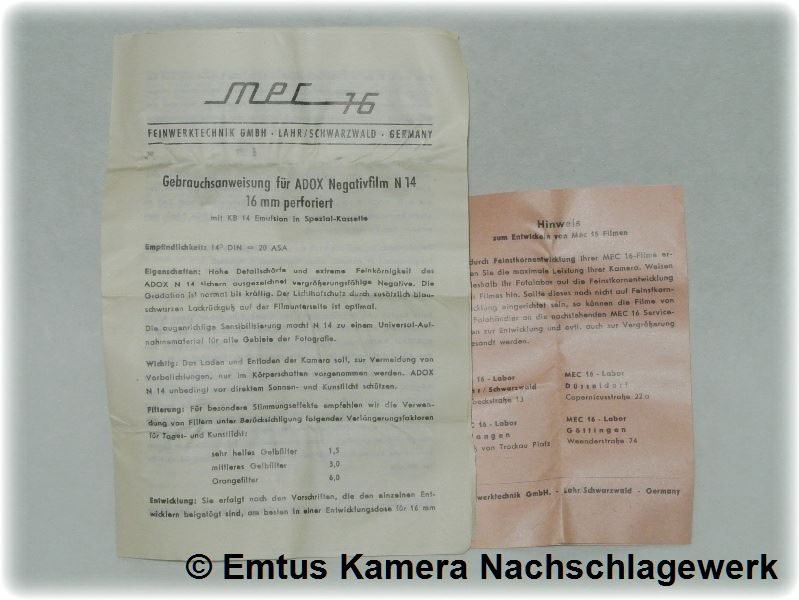 mec 16
FEINWERKTECHNIK GMBH · LAHR/SCHWARZWALD · GERMANY
Gebrauchsanweisung für ADOX Negativfilm N 14
16 mm perforiert
mit KB 14 Emulsion in Spezial-Kassette
Empfindlichkeit: 14° DIN = 20 ASA
Eigenschaften: Hohe Detailschärfe und extreme Feinkörnigkeit des
ADOX N 14 sichern ausgezeichnet vergrößerungsfähige Negative. Die
Gradation ist normal bis kräftig. Der Lichthofschutz durch zusätzlich blau-
schwarzen Lackrückguß auf der Filmunterseite ist optimal.
Die augenrichtige Sensibilisierung macht N 14 zu einem Universal-Auf-
nahmematerial für alle Gebiete der Fotografie.
Wichtig: Das Laden und Entladen der Kamera soll, zur Vermeidung von
Vorbelichtungen, nur im Körperschatten vorgenommen werden. ADOX
N 14 unbedingt vor direktem Sonnen- und Kunstlicht schützen.
Filterung: Für besondere Stimmungseffekte empfehlen wir die Verwen-
dung von Filtern unter Berücksichtigung folgender Verlängerungsfaktoren
für Tages- und Kunstlicht:
sehr helles Gelbfilter 1,5
mittleres Gelbfilter 3,0
Orangefilter 6,0
Entwicklung: Sie erfolgt nach den Vorschriften, die den einzelnen Ent-
wicklern beigefügt sind, am besten in einer Entwicklungsdose für 16 mm
Hinweis
zum Entwickeln von Mec 16 Filmen
durch Feinstkornentwicklung Ihrer MEC 16-Filme er-
en Sie die maximale Leistung Ihrer Kamera. Weisen
eshalb Ihr Fotolabor auf die Feinstkornentwicklung
s Filmes hin. Sollte dieses noch nicht auf Feinstkorn-
cklung eingerichtet sein, so können die Filme von
Fotohändler an die nachstehenden MEC 16 Service-
en zur Entwicklung und evtl. auch zur Vergrößerung
sandt werden.
MEC 16 - Labor
r/Schwarzwald
eckstraße 13
MEC 16 - Labor
Düsseldorf
Copernicusstraße 22 a
16 - Labor
langen
von Trockau Platz
MEC 16 - Labor
Göttingen
Weenderstraße 74
werktechnik GmbH. - Lahr/Schwarzwald - Germany
© Emtus Kamera Nachschlagewerk